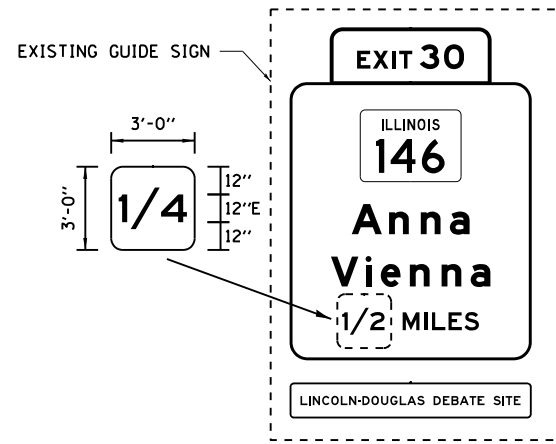 EXISTING GUIDE SIGN
EXIT 30
ILLINOIS
146
3'-0"
3'-0"
1/4
12"
12"E
12"
Anna
Vienna
1/2 MILES
LINCOLN-DOUGLAS DEBATE SITE